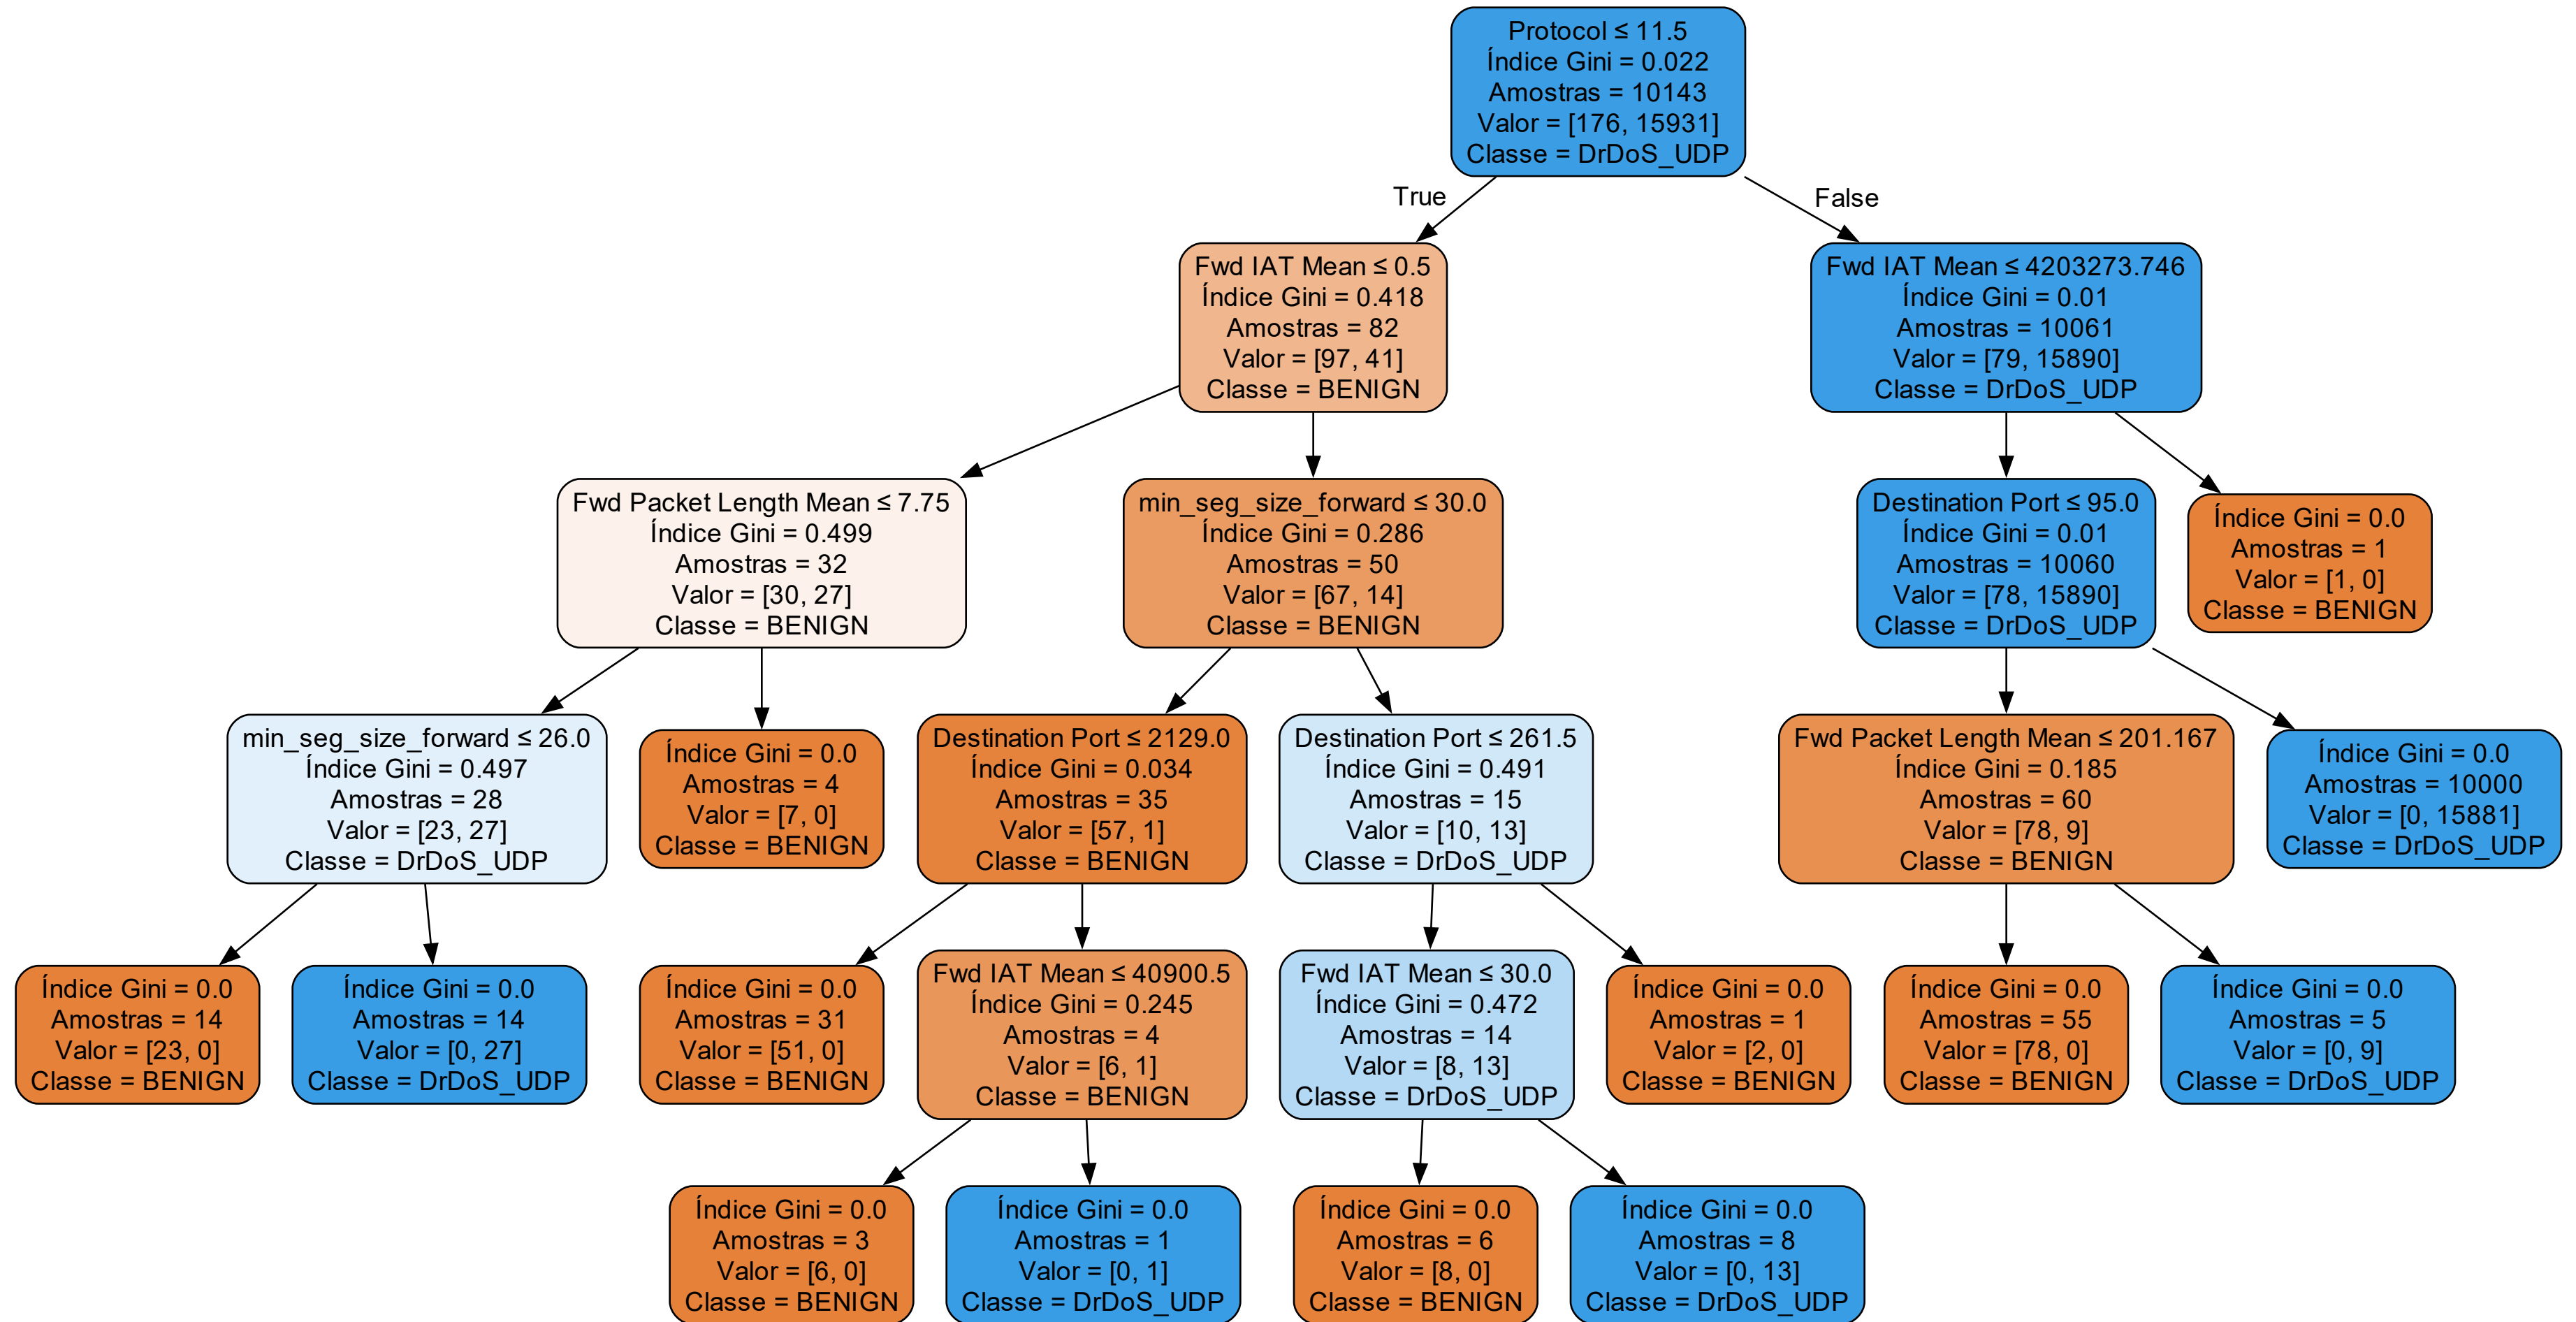 Protocol ≤ 11.5
Índice Gini = 0.022
Amostras = 10143
Valor = [176, 15931]
Classe = DrDoS_UDP
True
False
Fwd IAT Mean ≤ 0.5
Índice Gini = 0.418
Amostras = 82
Valor = [97, 41]
Classe = BENIGN
Fwd IAT Mean ≤ 4203273.746
Índice Gini = 0.01
Amostras = 10061
Valor = [79, 15890]
Classe = DrDoS_UDP
Fwd Packet Length Mean ≤ 7.75
Índice Gini = 0.499
Amostras = 32
Valor = [30, 27]
Classe = BENIGN
min_seg_size_forward ≤ 30.0
Índice Gini = 0.286
Amostras = 50
Valor = [67, 14]
Classe = BENIGN
Destination Port ≤ 95.0
Índice Gini = 0.01
Amostras = 10060
Valor = [78, 15890]
Classe = DrDoS_UDP
Índice Gini = 0.0
Amostras = 1
Valor = [1, 0]
Classe = BENIGN
min_seg_size_forward ≤ 26.0
Índice Gini = 0.497
Amostras = 28
Valor = [23, 27]
Classe = DrDoS_UDP
Índice Gini = 0.0
Amostras = 4
Valor = [7, 0]
Classe = BENIGN
Destination Port ≤ 2129.0
Índice Gini = 0.034
Amostras = 35
Valor = [57, 1]
Classe = BENIGN
Destination Port ≤ 261.5
Índice Gini = 0.491
Amostras = 15
Valor = [10, 13]
Classe = DrDoS_UDP
Fwd Packet Length Mean ≤ 201.167
Índice Gini = 0.185
Amostras = 60
Valor = [78, 9]
Classe = BENIGN
Índice Gini = 0.0
Amostras = 10000
Valor = [0, 15881]
Classe = DrDoS_UDP
Índice Gini = 0.0
Amostras = 14
Valor = [23, 0]
Classe = BENIGN
Índice Gini = 0.0
Amostras = 14
Valor = [0, 27]
Classe = DrDoS_UDP
Índice Gini = 0.0
Amostras = 31
Valor = [51, 0]
Classe = BENIGN
Fwd IAT Mean ≤ 40900.5
Índice Gini = 0.245
Amostras = 4
Valor = [6, 1]
Classe = BENIGN
Fwd IAT Mean ≤ 30.0
Índice Gini = 0.472
Amostras = 14
Valor = [8, 13]
Classe = DrDoS_UDP
Índice Gini = 0.0
Amostras = 1
Valor = [2, 0]
Classe = BENIGN
Índice Gini = 0.0
Amostras = 55
Valor = [78, 0]
Classe = BENIGN
Índice Gini = 0.0
Amostras = 5
Valor = [0, 9]
Classe = DrDoS_UDP
Índice Gini = 0.0
Amostras = 3
Valor = [6, 0]
Classe = BENIGN
Índice Gini = 0.0
Amostras = 1
Valor = [0, 1]
Classe = DrDoS_UDP
Índice Gini = 0.0
Amostras = 6
Valor = [8, 0]
Classe = BENIGN
Índice Gini = 0.0
Amostras = 8
Valor = [0, 13]
Classe = DrDoS_UDP